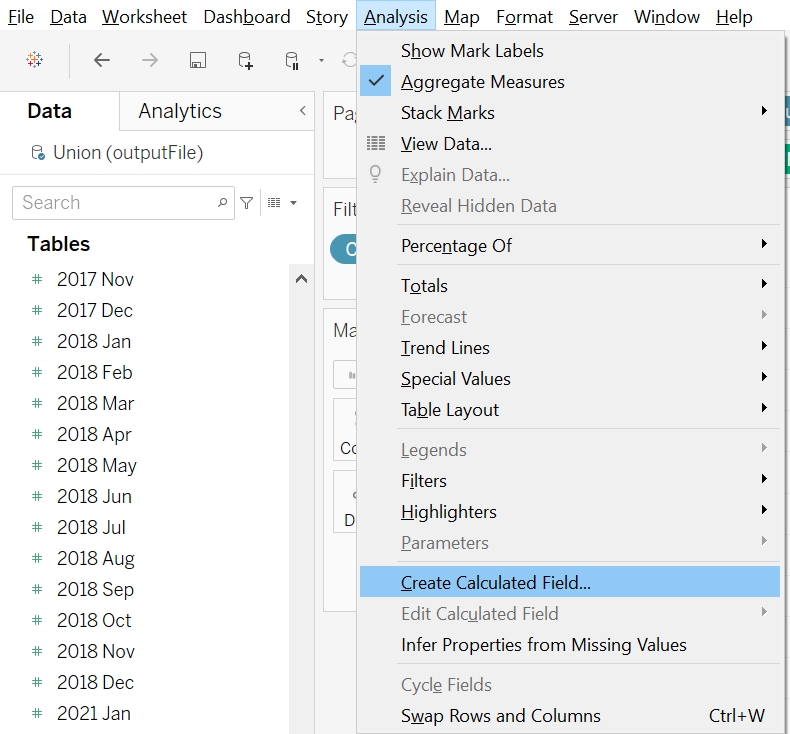 File Data Worksheet Dashboard Story Analysis Map Format Server Window Help
Data Analytics
Union (outputFile)
Search
Tables
2017 Nov
2017 Dec
2018 Jan
2018 Feb
2018 Mar
2018 Apr
2018 May
2018 Jun
2018 Jul
2018 Aug
2018 Sep
2018 Oct
2018 Nov
2018 Dec
2021 Jan
Show Mark Labels
Aggregate Measures
Stack Marks
View Data...
Explain Data...
Reveal Hidden Data
Percentage Of
Totals
Forecast
Trend Lines
Special Values
Table Layout
Legends
Filters
Highlighters
Parameters
Create Calculated Field...
Edit Calculated Field
Infer Properties from Missing Values
Cycle Fields
Swap Rows and Columns Ctrl+W